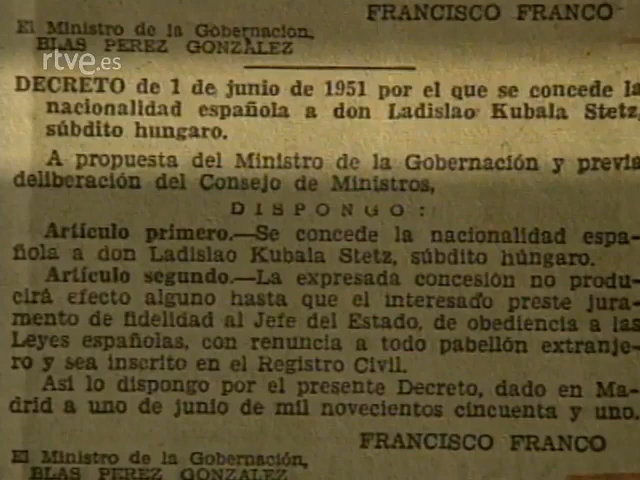 FRANCISCO FRANCO
El Ministro de la Gobernacion,
BLAS PEREZ GONZALEZ
rtve.es
DECRETO de 1 de junio de 1951 por el que se concede la
nacionalidad española a don Ladislao Kubala Stetz,
súbdito hungaro.
A propuesta del Ministro de la Gobernación y previa
deliberación del Consejo de Ministros,
DISPONGO:
Artículo primero.—Se concede la nacionalidad espa-
ñola a don Ladislao Kubala Stetz, súbdito húngaro.
Artículo segundo.—La expresada concesión no produ-
cirá efecto alguno hasta que el interesado preste jura-
mento de fidelidad al Jefe del Estado, de obediencia a las
Leyes españolas, con renuncia a todo pabellón extranje-
ro y sea inscrito en el Registro Civil.
Asi lo dispongo por el presente Decreto, dado en Ma-
drid a uno de junio de mil novecientos cincuenta y uno.
FRANCISCO FRANCO
El Ministro de la Gobernación,
BLAS PEREZ GONZALEZ